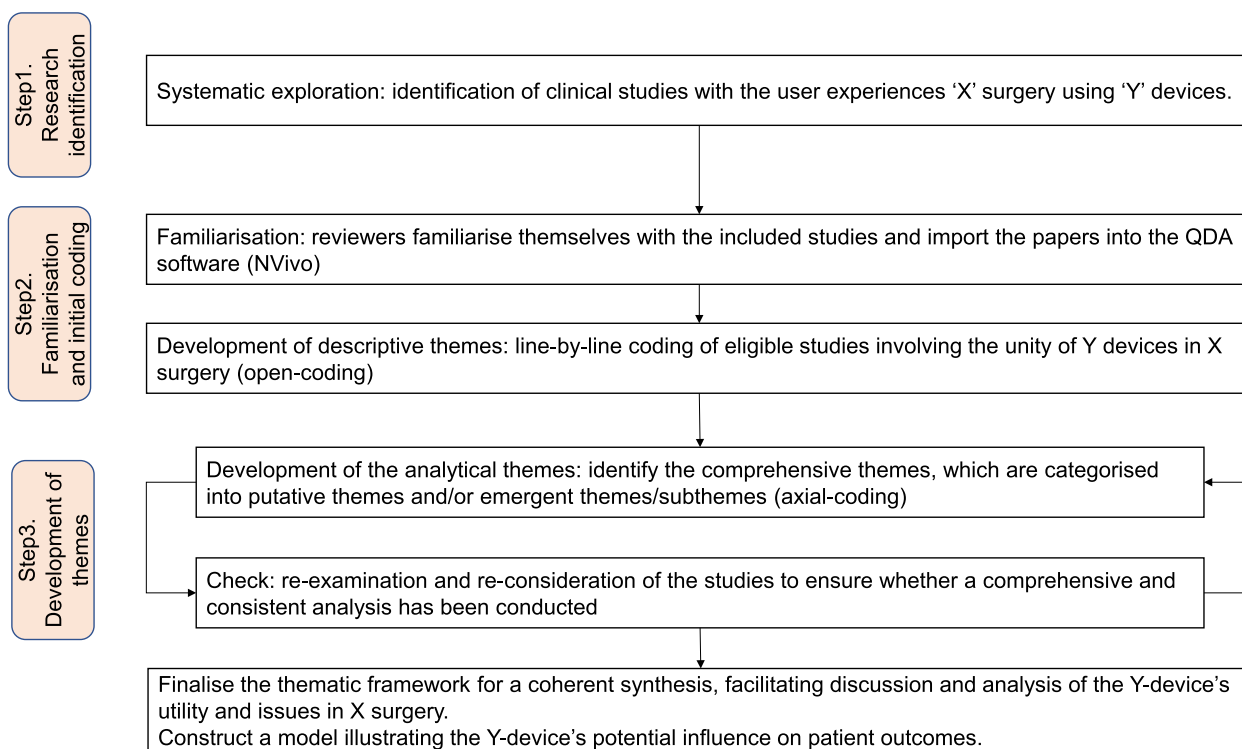 Step1.
Research
identification
Systematic exploration: identification of clinical studies with the user experiences ‘X’ surgery using ‘Y’ devices.
Step2.
Familiarisation
and initial coding
Familiarisation: reviewers familiarise themselves with the included studies and import the papers into the QDA
software (NVivo)
Development of descriptive themes: line-by-line coding of eligible studies involving the unity of Y devices in X
surgery (open-coding)
Step3.
Development of
themes
Development of the analytical themes: identify the comprehensive themes, which are categorised
into putative themes and/or emergent themes/subthemes (axial-coding)
Check: re-examination and re-consideration of the studies to ensure whether a comprehensive and
consistent analysis has been conducted
Finalise the thematic framework for a coherent synthesis, facilitating discussion and analysis of the Y-device’s
utility and issues in X surgery.
Construct a model illustrating the Y-device’s potential influence on patient outcomes.